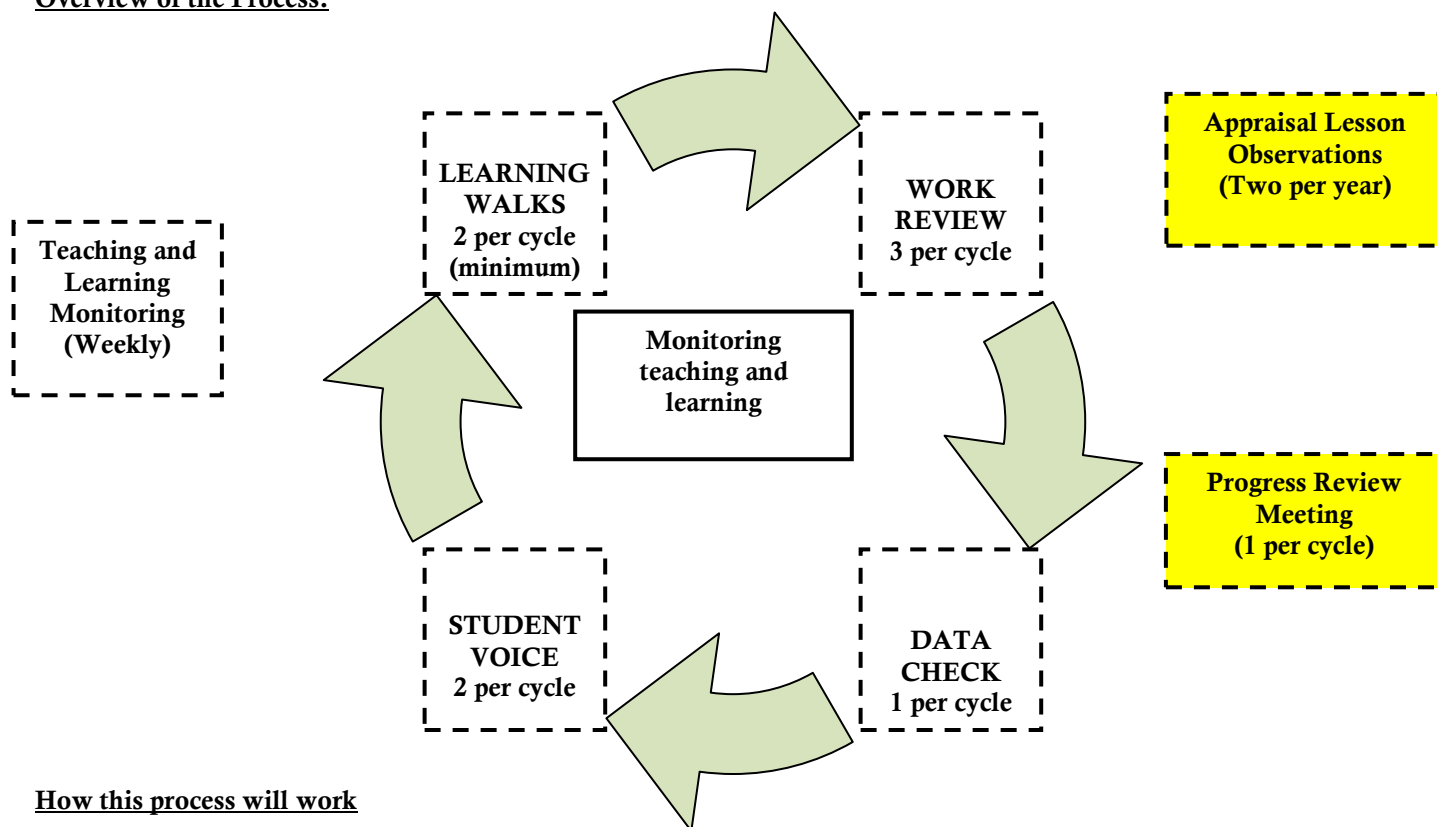 Overview of the Process:
LEARNING
WALKS
2 per cycle
(minimum)
WORK
REVIEW
3 per cycle
Appraisal Lesson
Observations
(Two per year)
Teaching and
Learning
Monitoring
(Weekly)
Monitoring
teaching and
learning
Progress Review
Meeting
(1 per cycle)
STUDENT
VOICE
2 per cycle
DATA
CHECK
1 per cycle
How this process will work